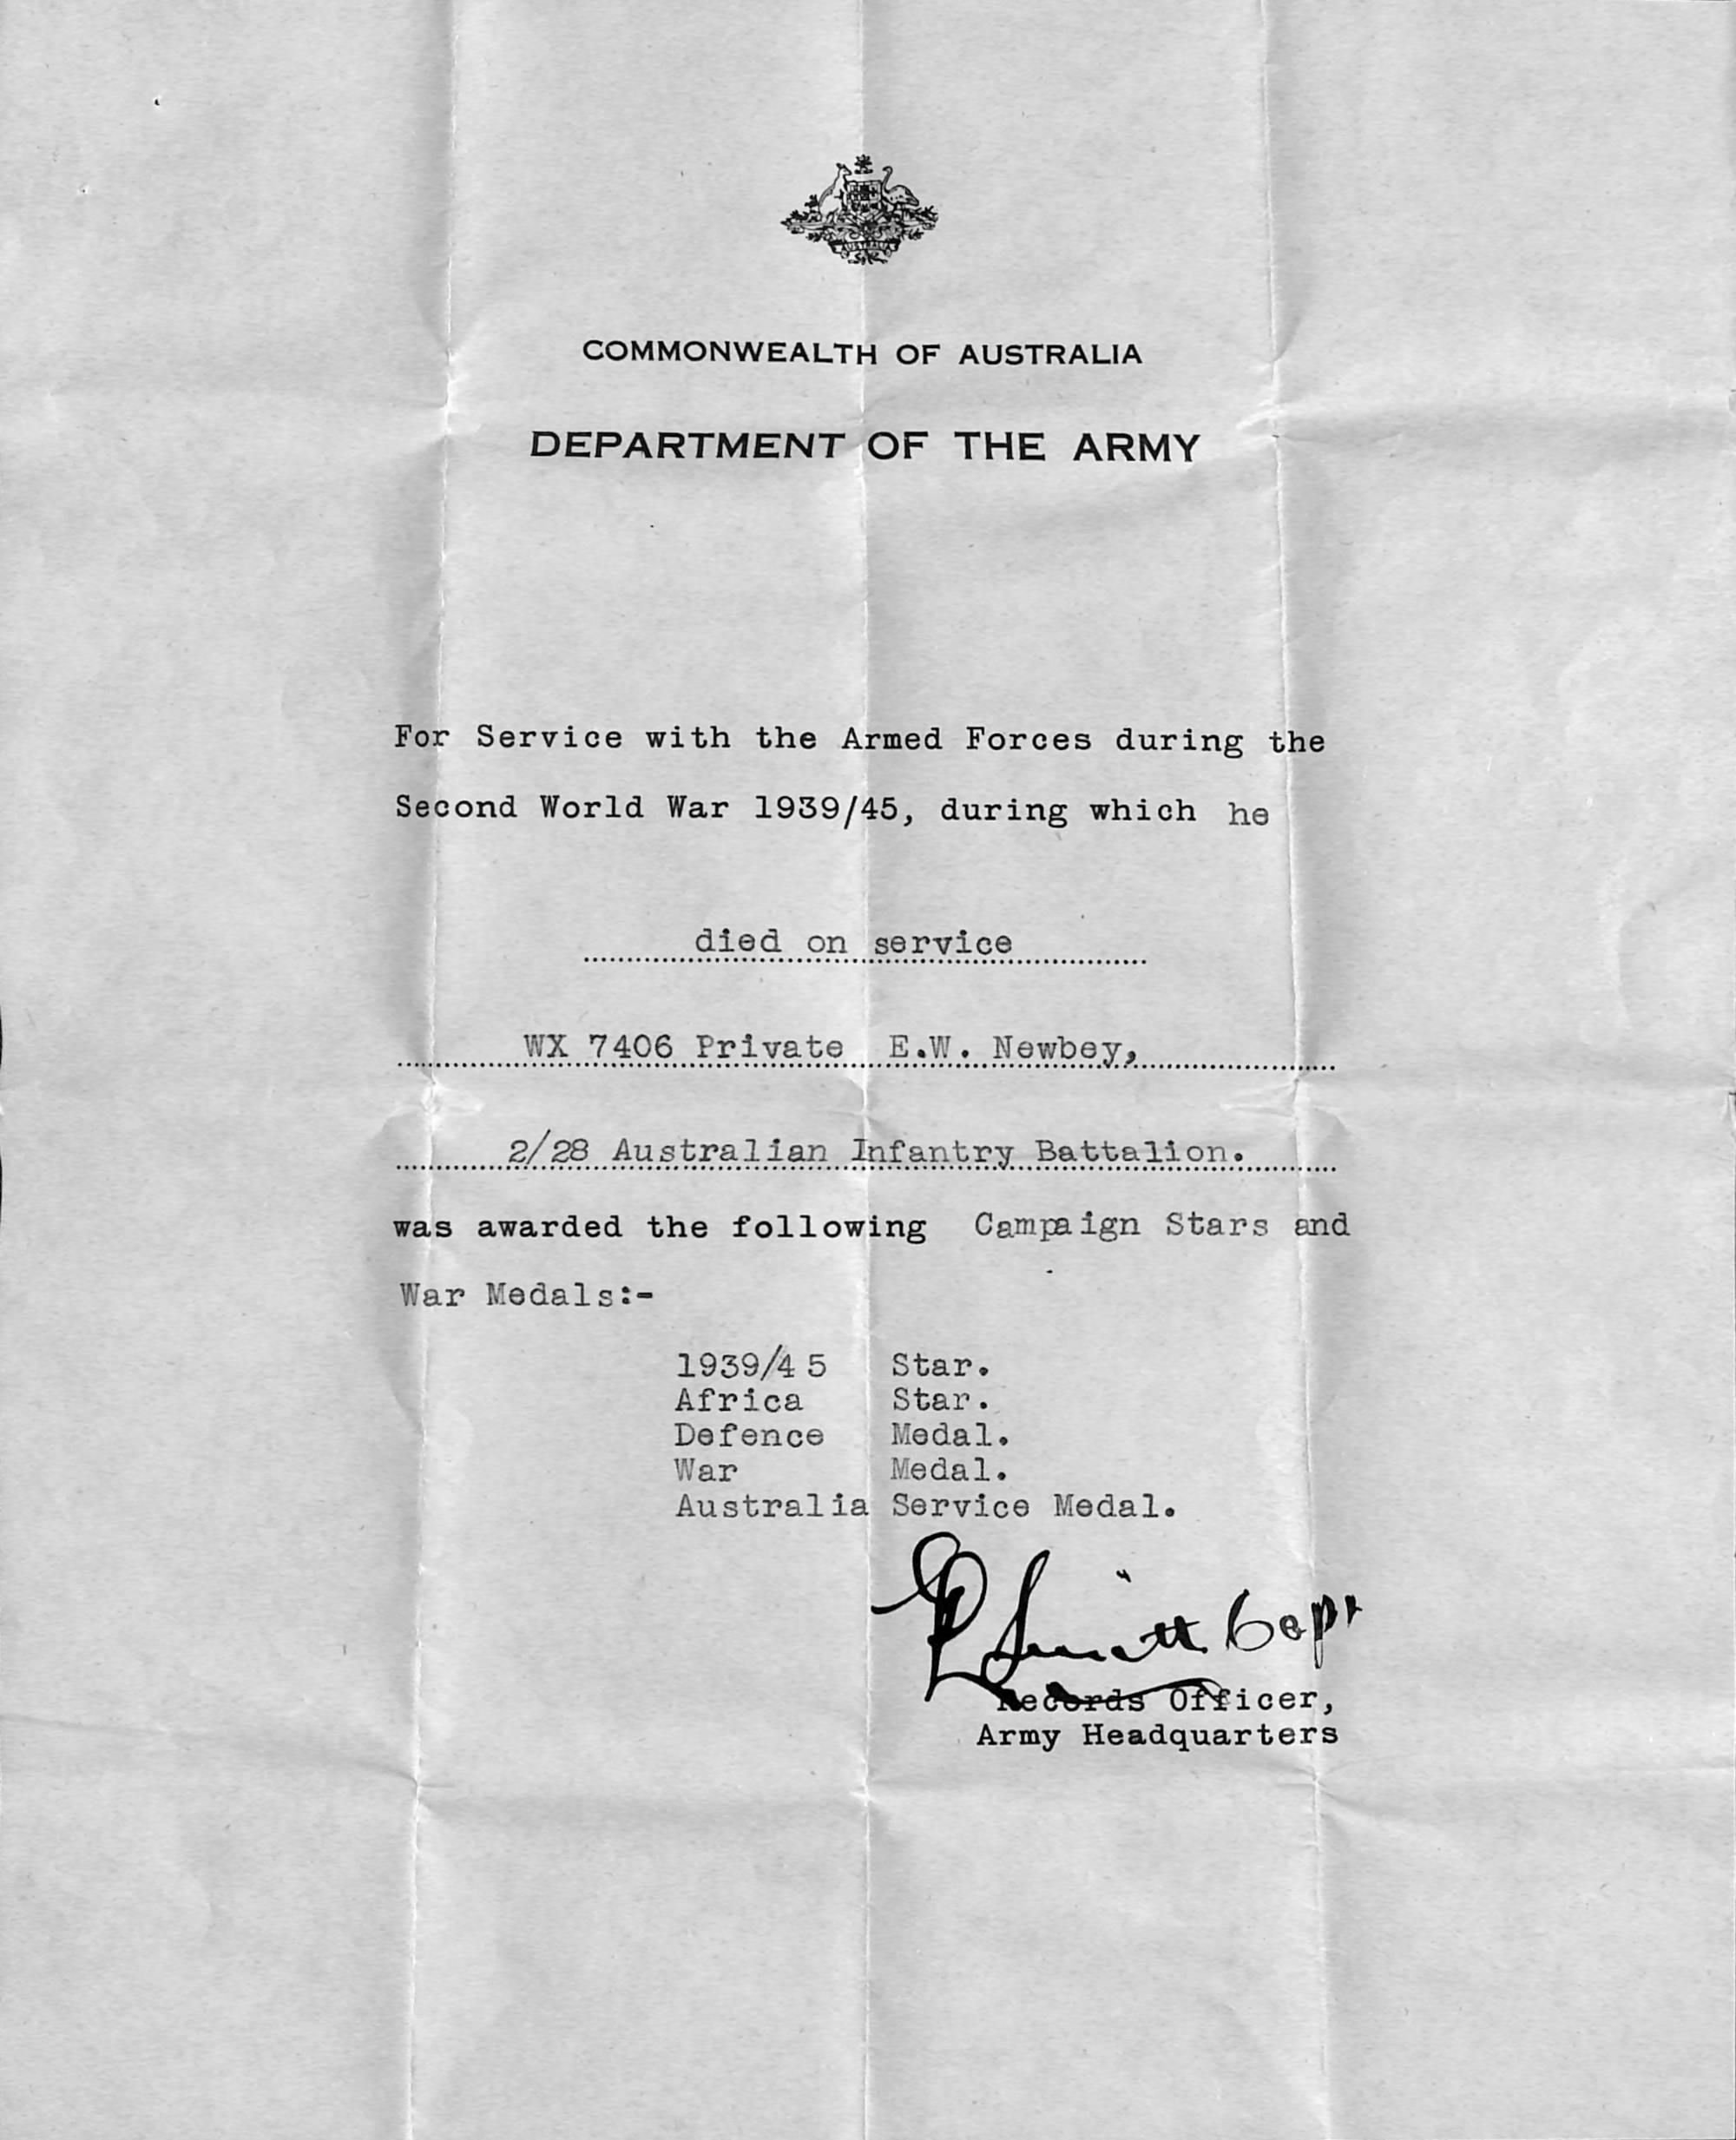 AUSTRALIA
COMMONWEALTH OF AUSTRALIA
DEPARTMENT OF THE ARMY
For Service with the Armed Forces during the
Second World War 1939/45, during which he
died on service
WX 7406 Private E.W. Newbey,
2/28 Australian Infantry Battalion.
was awarded the following Campaign Stars and
War Medals:-
1939/45 Star.
Africa Star.
Defence Medal.
War Medal.
Australia Service Medal.
Capt
Records Officer,
Army Headquarters